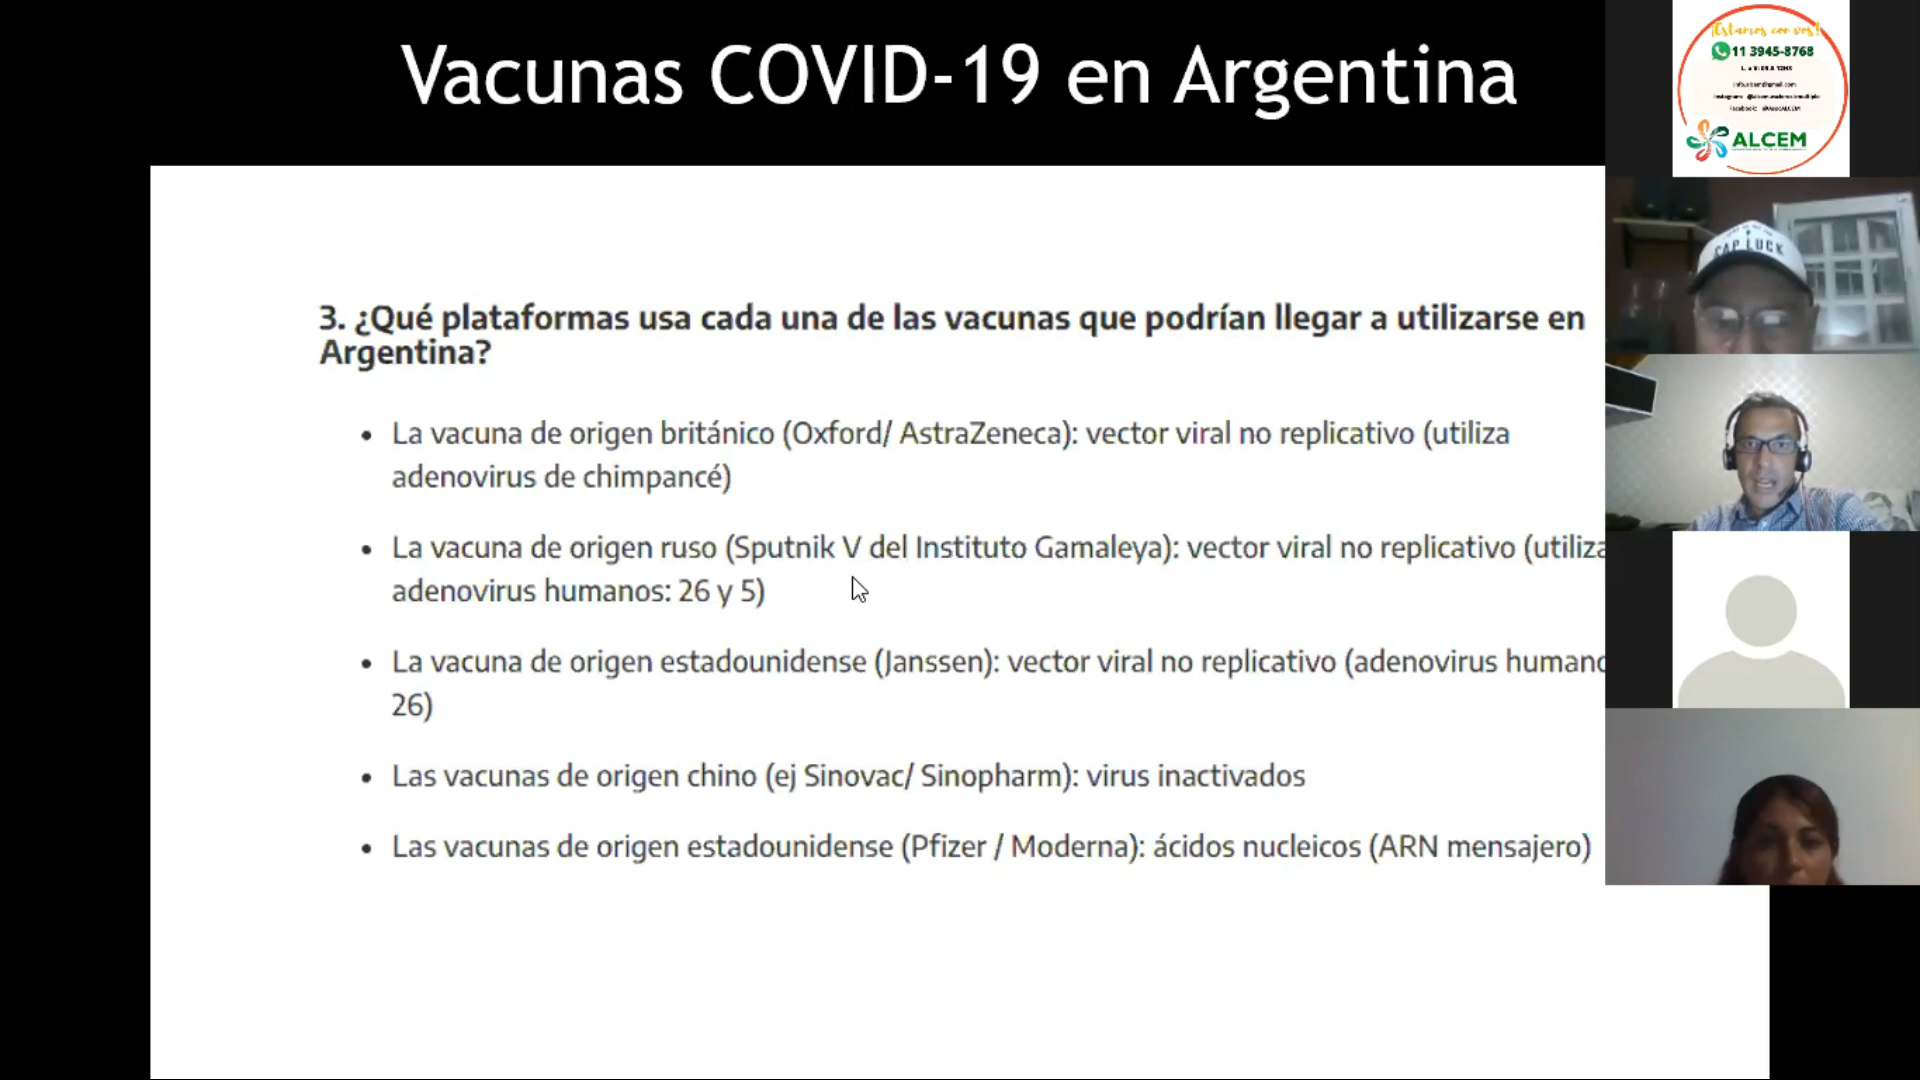 Vacunas COVID-19 en Argentina
3. ¿Qué plataformas usa cada una de las vacunas que podrían llegar a utilizarse en
Argentina?
• La vacuna de origen británico (Oxford/ AstraZeneca): vector viral no replicativo (utiliza
adenovirus de chimpancé)
• La vacuna de origen ruso (Sputnik V del Instituto Gamaleya): vector viral no replicativo (utiliza
adenovirus humanos: 26 y 5)
• La vacuna de origen estadounidense (Janssen): vector viral no replicativo (adenovirus humano
26)
• Las vacunas de origen chino (ej Sinovac/ Sinopharm): virus inactivados
• Las vacunas de origen estadounidense (Pfizer / Moderna): ácidos nucleicos (ARN mensajero)
¡Estamos con vos!
11 3945-8768
ALCEM
CAP LUCK